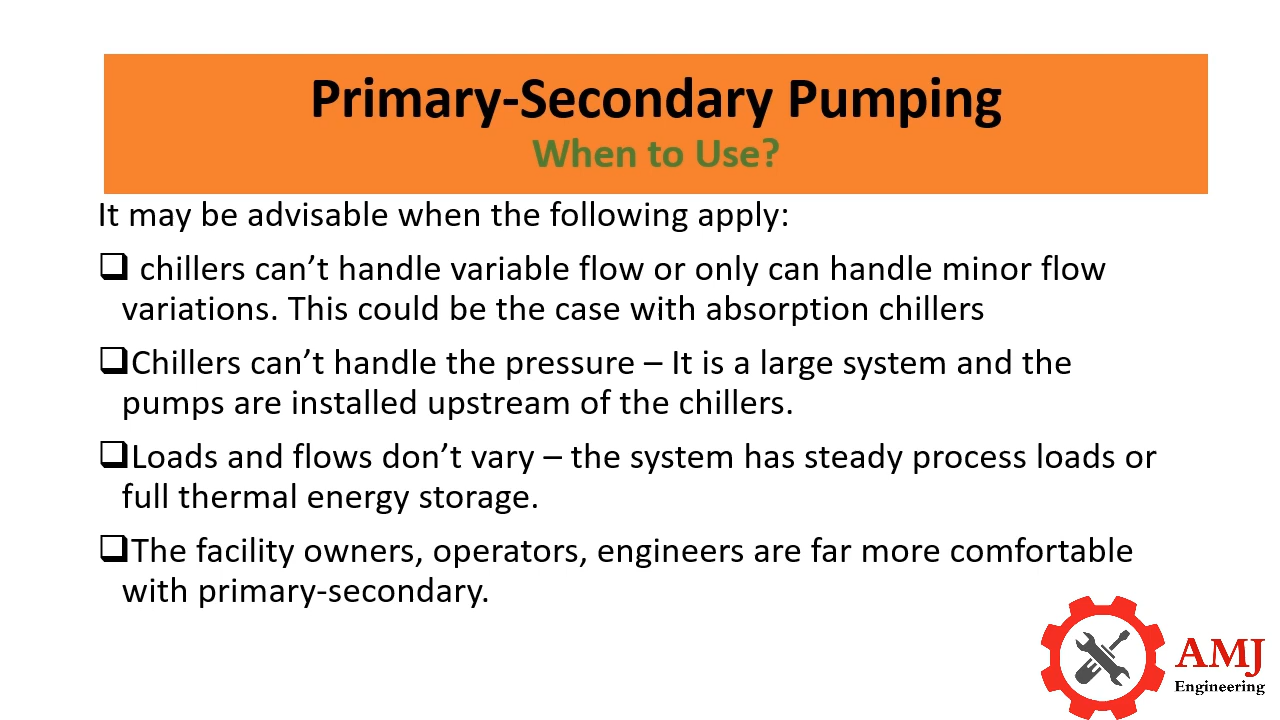 Primary-Secondary Pumping
When to Use?
It may be advisable when the following apply:
❑ chillers can’t handle variable flow or only can handle minor flow
variations. This could be the case with absorption chillers
❑Chillers can’t handle the pressure – It is a large system and the
pumps are installed upstream of the chillers.
❑Loads and flows don’t vary – the system has steady process loads or
full thermal energy storage.
❑The facility owners, operators, engineers are far more comfortable
with primary-secondary.
AMJ
Engineering